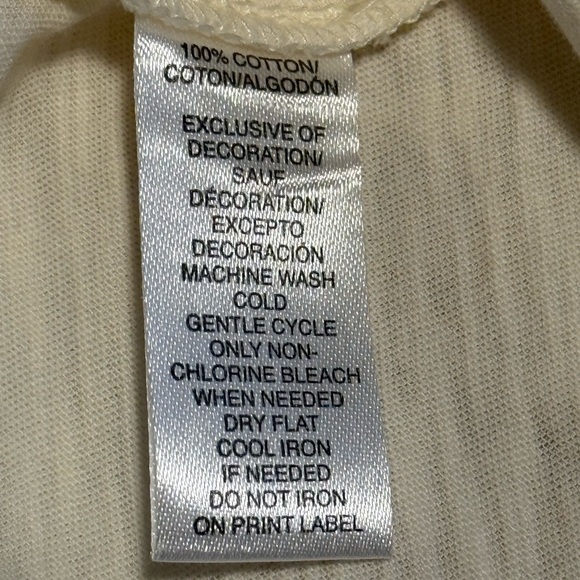 100% COTTON/
COTON/ALGODÓN
EXCLUSIVE OF
DECORATION/
SAUF
DÉCORATION/
EXCEPTO
DECORACIÓN
MACHINE WASH
COLD
GENTLE CYCLE
ONLY NON-
CHLORINE BLEACH
WHEN NEEDED
DRY FLAT
COOL IRON
IF NEEDED
DO NOT IRON
ON PRINT LABEL